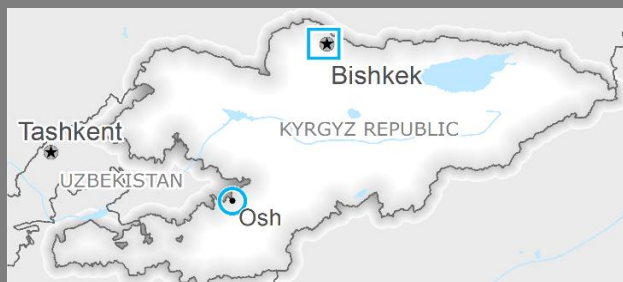 Bishkek
Tashkent
KYRGYZ REPUBLIC
UZBEKISTAN
Osh